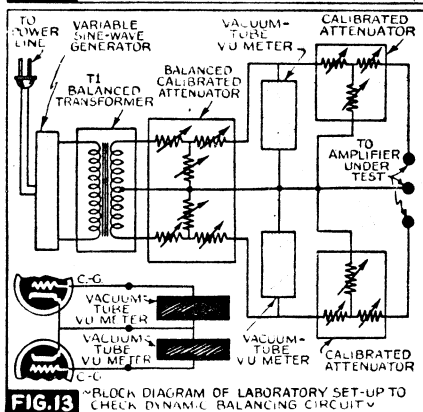 TO
POWER
LINE
VARIABLE
SINE-WAVE
GENERATOR
T1
BALANCED
TRANSFORMER
BALANCED
CALIBRATED
ATTENUATOR
VACUUM-
TUBE
VU METER
CALIBRATED
ATTENUATOR
TO
AMPLIFIER
UNDER
TEST
C.-G
VACUUM-
TUBE
VU METER
VACUUM-
TUBE
VU METER
C-G
VACUUM-
TUBE
VU METER
CALIBRATED
ATTENUATOR
FIG.13
~BLOCK DIAGRAM OF LABORATORY SET-UP TO
CHECK DYNAMIC BALANCING CIRCUIT~